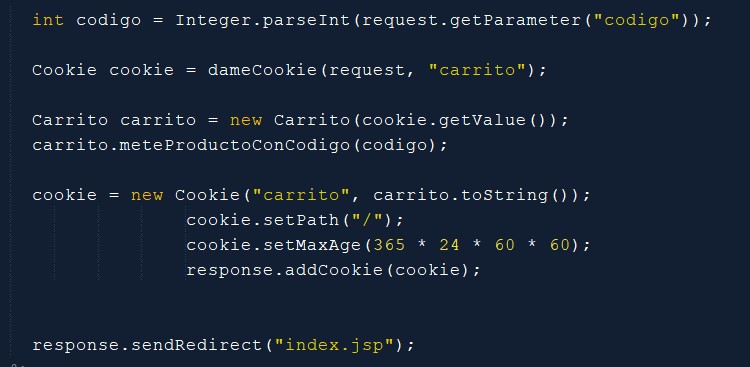 int codigo = Integer.parseInt(request.getParameter("codigo"));
Cookie cookie = dameCookie(request, "carrito");
Carrito carrito = new Carrito(cookie.getValue());
carrito.meteProductoConCodigo(codigo);
cookie = new Cookie("carrito", carrito.toString());
cookie.setPath("/");
cookie.setMaxAge(365 * 24 * 60 * 60);
response.addCookie(cookie);
response.sendRedirect("index.jsp");